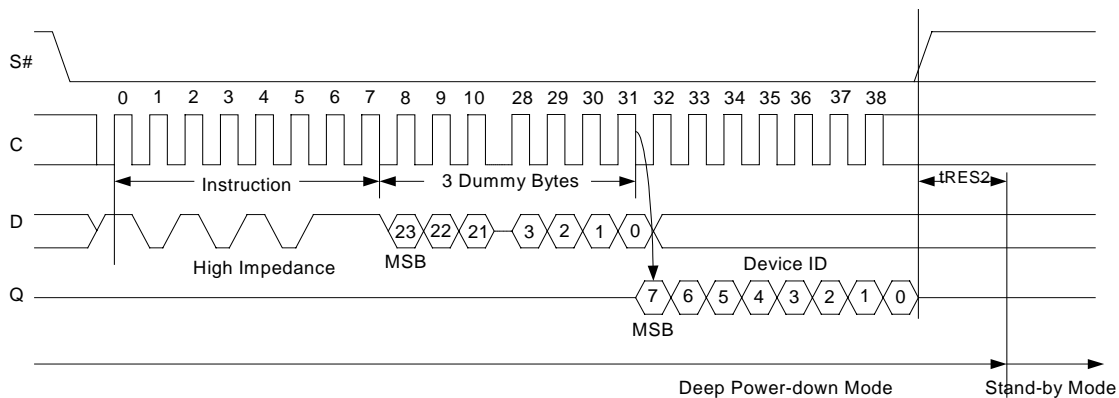 S#
0 1 2 3 4 5 6 7 8 9 10 28 29 30 31 32 33 34 35 36 37 38
C
Instruction 3 Dummy Bytes tRES2
D 23 22 21 3 2 1 0
High Impedance MSB Device ID
Q 7 6 5 4 3 2 1 0
MSB
Deep Power-down Mode Stand-by Mode